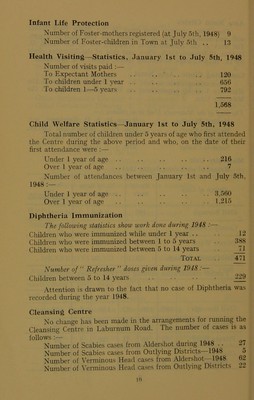 Infant Life Protection
Number of Foster-mothers registered (at July 5th, 1948) 9
Number of Foster-children in Town at July 5th . . 13
Health Visiting—Statistics, January 1st to July 5th, 1948
Number of visits paid :—
To Expectant Mothers . . 120
To children under 1 year . . 656
To children 1—5 years . . 792
1,568
Child Welfare Statistics—January 1st to July 5th, 1948
Total number of children under 5 years of age who first attended
the Centre during the above period and who, on the date of their
first attendance were :—
Under 1 year of age . . 216
Over 1 year of age . . 7
Number of attendances between January 1st and July 5th,
1948 :—
Under 1 year of age . . 3,560
Over 1 year of age . . 1,215
Diphtheria Immunization
The following statistics show work done during 1948 :—
Children who were immunized while under 1 year . . 12
Children who were immunized between 1 to 5 years 388
Children who were immunized between 5 to 14 years 71
Total 471
Number of " Refresher " doses given during 1948 :—
Children between 5 to 14 years 229
Attention is drawn to the fact that no case of Diphtheria was
recorded during the year 1948.
Cleansing Centre
No change has been made in the arrangements for running the
Cleansing Centre in Laburnum Road. The number of cases is as
follows :—
Number of Scabies cases from Aldershot during 1948 . . 27
Number of Scabies cases from Outlying Districts—1948 5
Number of Verminous Head cases from Aldershot—1948 62
Number of Verminous Head cases from Outlying Districts 22